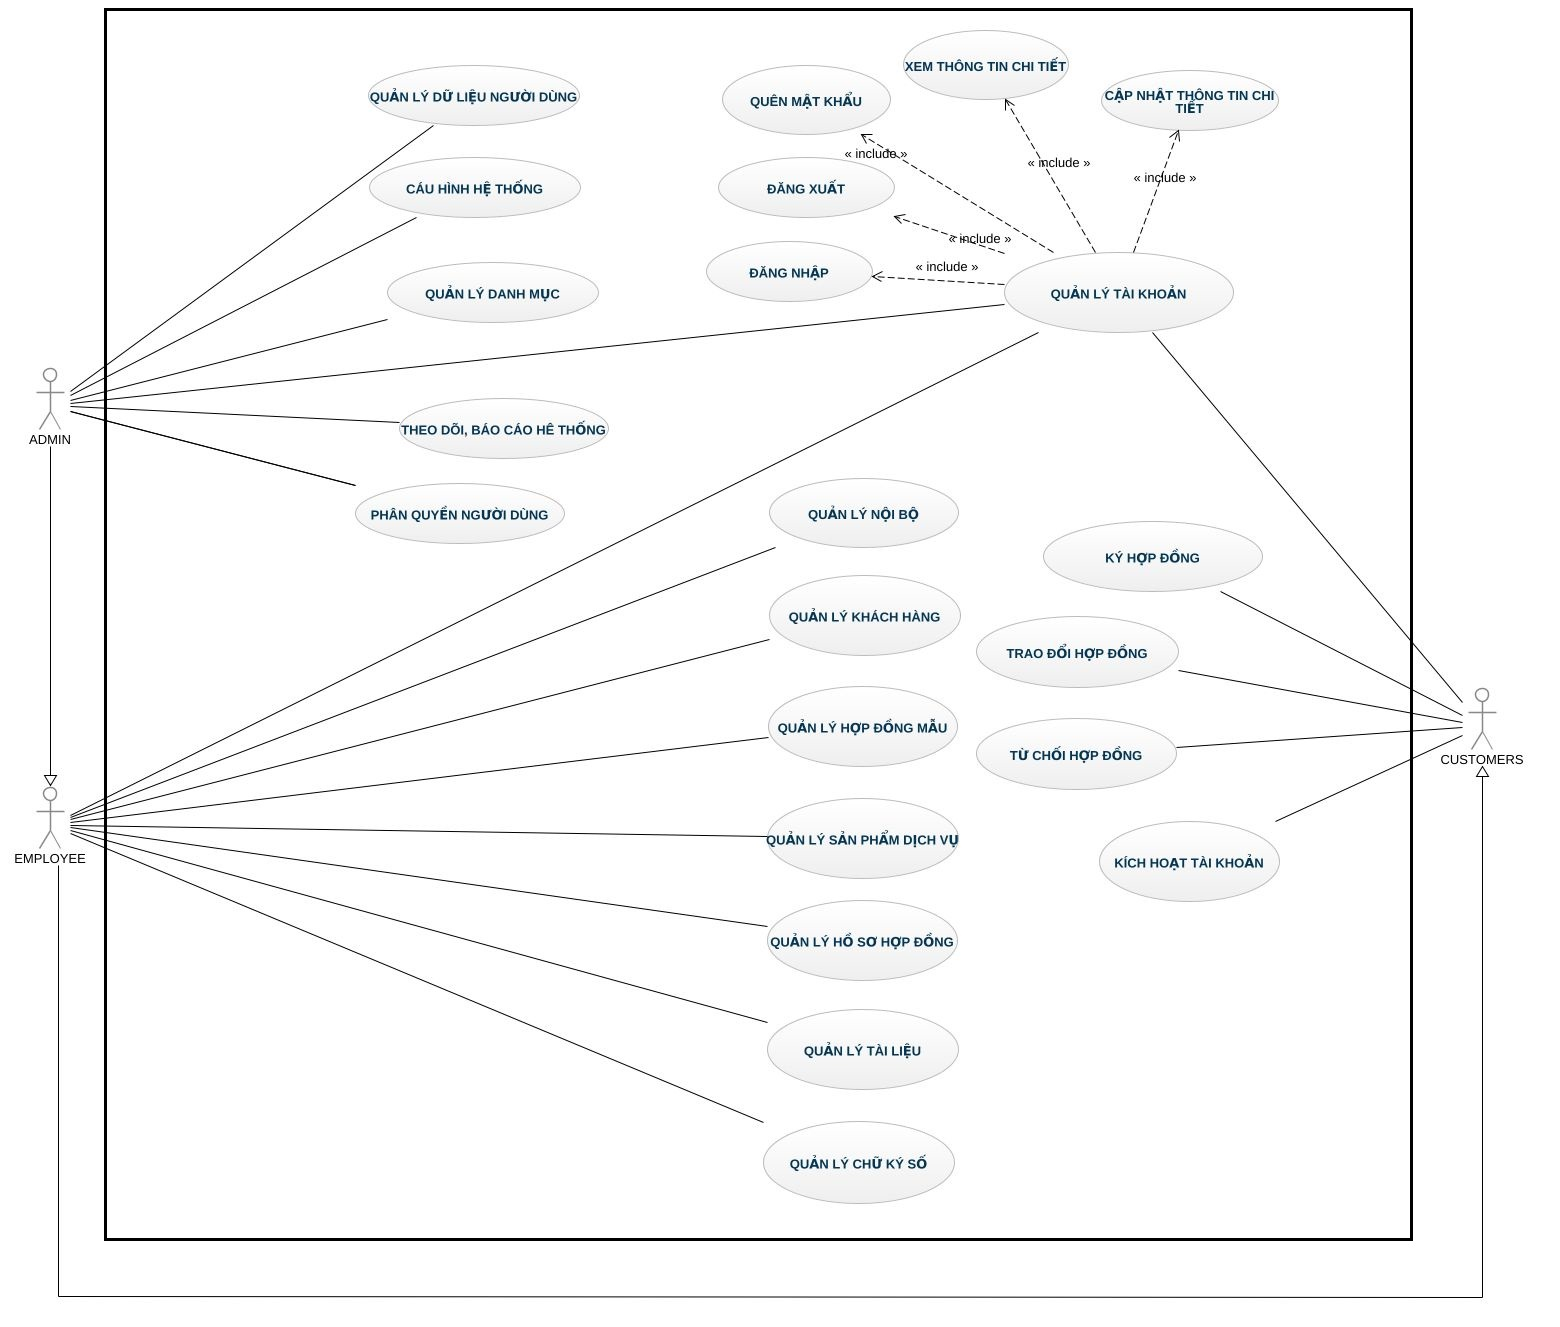 XEM THÔNG TIN CHI TIẾT
QUẢN LÝ DỮ LIỆU NGƯỜI DÙNG
QUÊN MẬT KHẨU
CẬP NHẬT THÔNG TIN CHI
TIẾT
« include »
« include »
« include »
CÁU HÌNH HỆ THỐNG
ĐĂNG XUẤT
« include »
« include »
ĐĂNG NHẬP
QUẢN LÝ DANH MỤC
QUẢN LÝ TÀI KHOẢN
ADMIN
THEO DÕI, BÁO CÁO HÊ THỐNG
PHÂN QUYỀN NGƯỜI DÙNG
QUẢN LÝ NỘI BỘ
KÝ HỢP ĐỒNG
QUẢN LÝ KHÁCH HÀNG
TRAO ĐỔI HỢP ĐỒNG
QUẢN LÝ HỢP ĐỒNG MẪU
TỪ CHỐI HỢP ĐỒNG
CUSTOMERS
EMPLOYEE
QUẢN LÝ SẢN PHẨM DỊCH VỤ
KÍCH HOẠT TÀI KHOẢN
QUẢN LÝ HỒ SƠ HỢP ĐỒNG
QUẢN LÝ TÀI LIỆU
QUẢN LÝ CHỮ KÝ SỐ